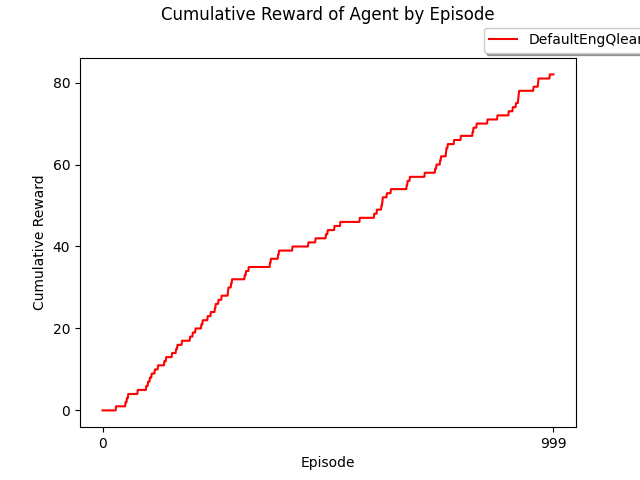 Cumulative Reward of Agent by Episode
DefaultEngQlear
80
60
40
20
0
Cumulative Reward
0
999
Episode